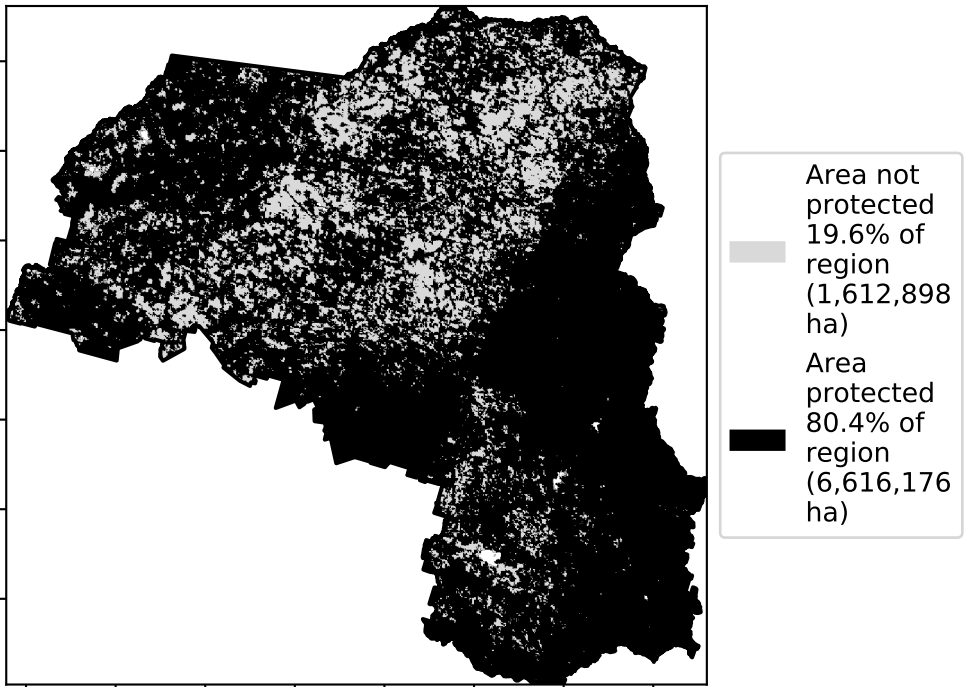 Area not
protected
19.6% of
region
(1,612,898
ha)
Area
protected
80.4% of
region
(6,616,176
ha)